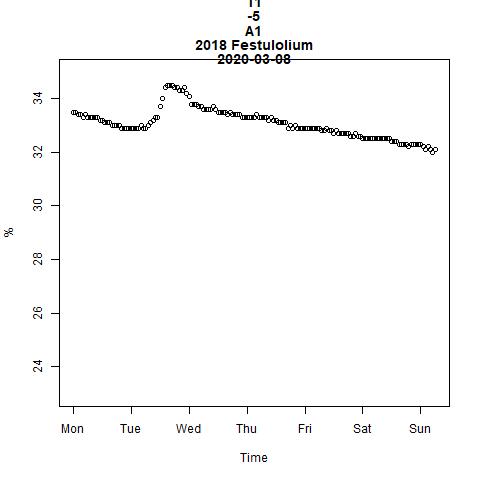 T1
-5
A1
2018 Festulolium
2020-03-08
34
32
30
28
26
24
%
Mon Tue Wed Thu Fri Sat Sun
Time